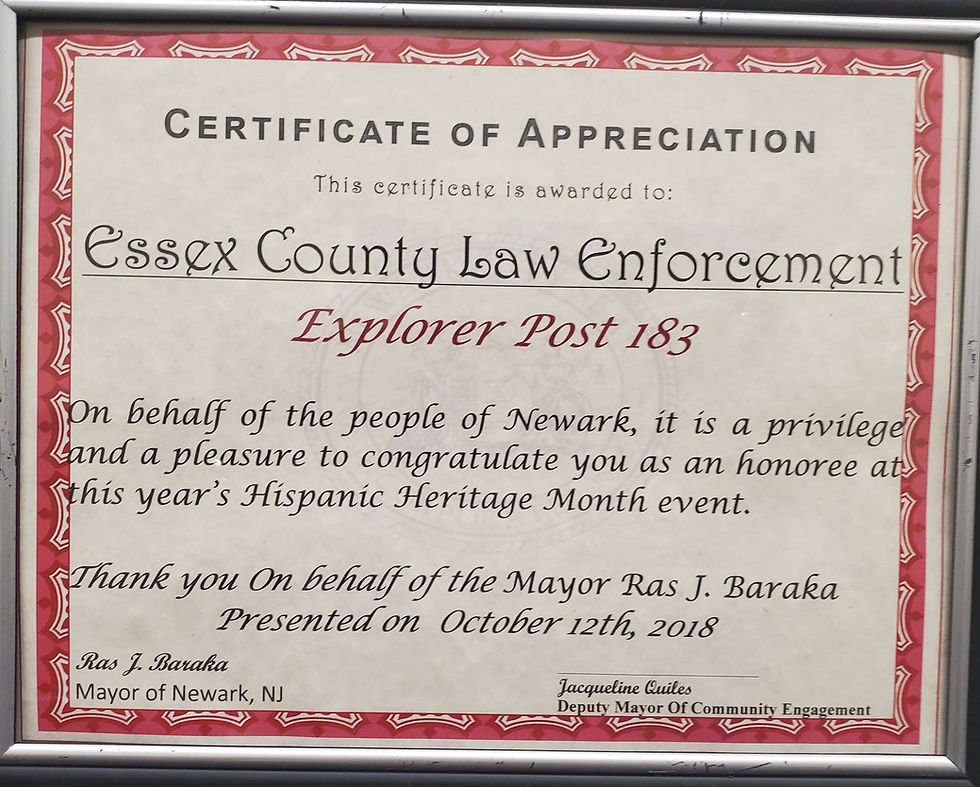 Certificate of Appreciation
This certificate is awarded to:
Essex County Law Enforcement
Explorer Post 183
On behalf of the people of Newark, it is a privilege
and a pleasure to congratulate you as an honoree at
this year's Hispanic Heritage Month event.
Thank you On behalf of the Mayor Ras J. Baraka
Presented on October 12th, 2018
Ras J. Baraka
Mayor of Newark, NJ
Jacqueline Quiles
Deputy Mayor Of Community Engagement